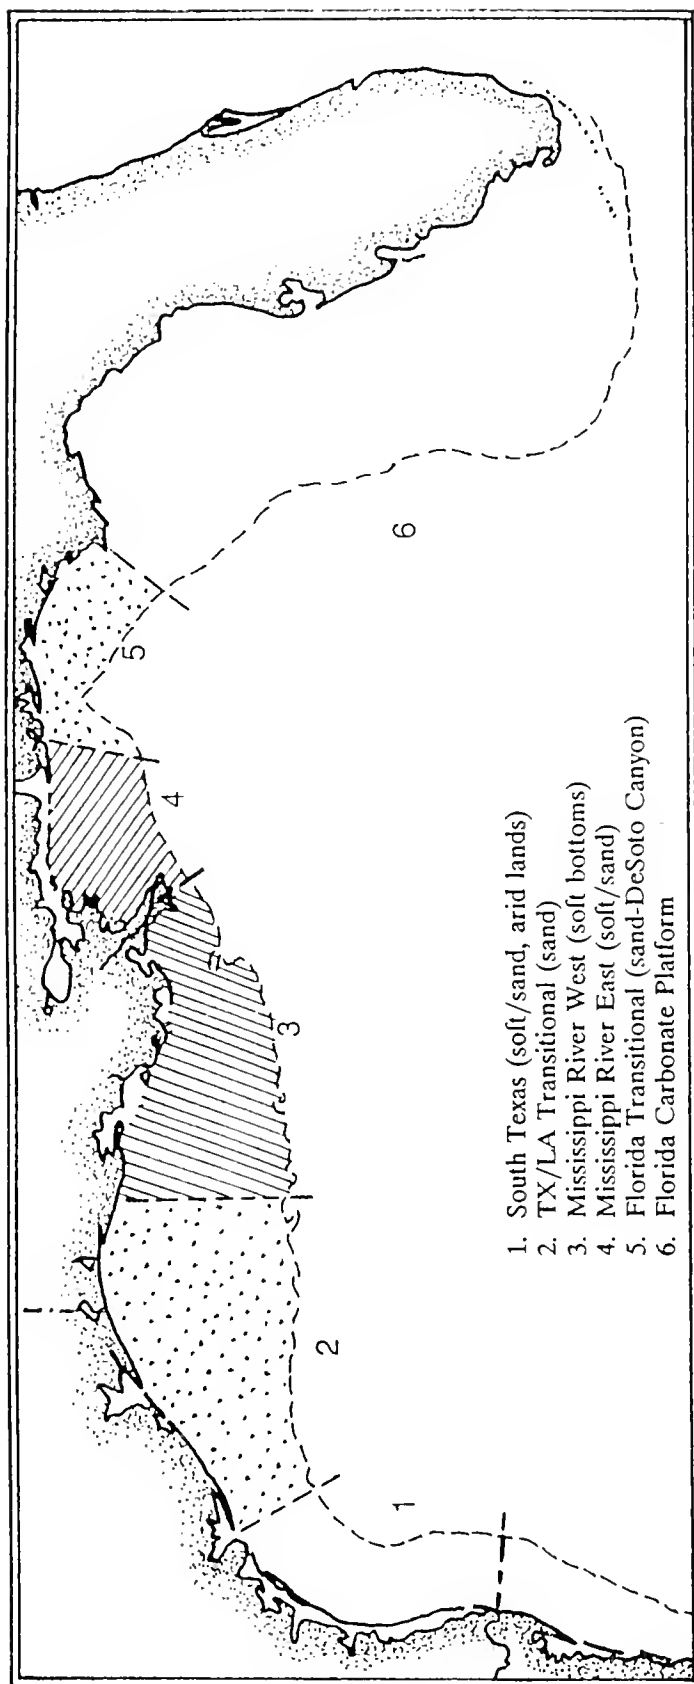 1
2
3
4
5
6
1. South Texas (soft/sand, arid lands)
2. TX/LA Transitional (sand)
3. Mississippi River West (soft bottoms)
4. Mississippi River East (soft/sand)
5. Florida Transitional (sand-DeSoto Canyon)
6. Florida Carbonate Platform